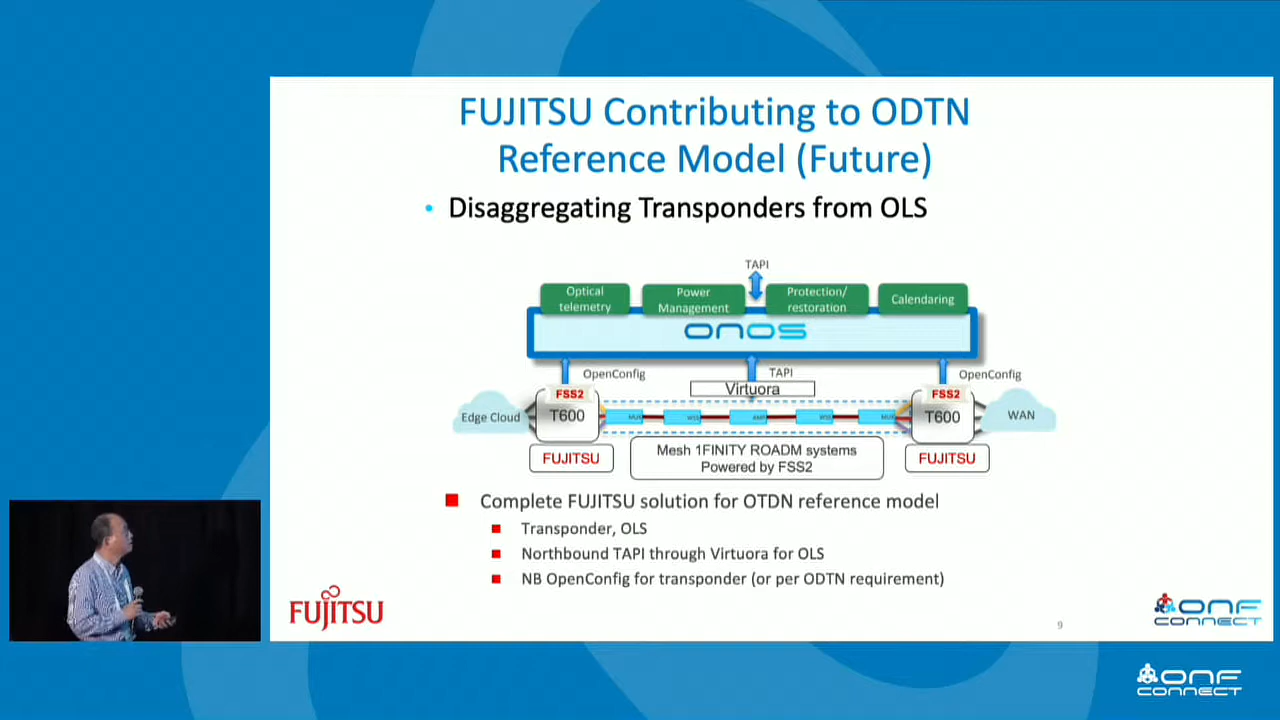 FUJITSU Contributing to ODTN
Reference Model (Future)
• Disaggregating Transponders from OLS
TAPI
Optical
telemetry
Power
Management
Protection/
restoration
Calendaring
onos
OpenConfig
TAPI
OpenConfig
Virtuora
FSS2
FSS2
Edge Cloud
T600
T600
WAN
FUJITSU
Mesh 1FINITY ROADM systems
Powered by FSS2
FUJITSU
Complete FUJITSU solution for OTDN reference model
Transponder, OLS
Northbound TAPI through Virtuora for OLS
NB OpenConfig for transponder (or per ODTN requirement)
FUJITSU
9
ONF
CONNECT
ONF
CONNECT